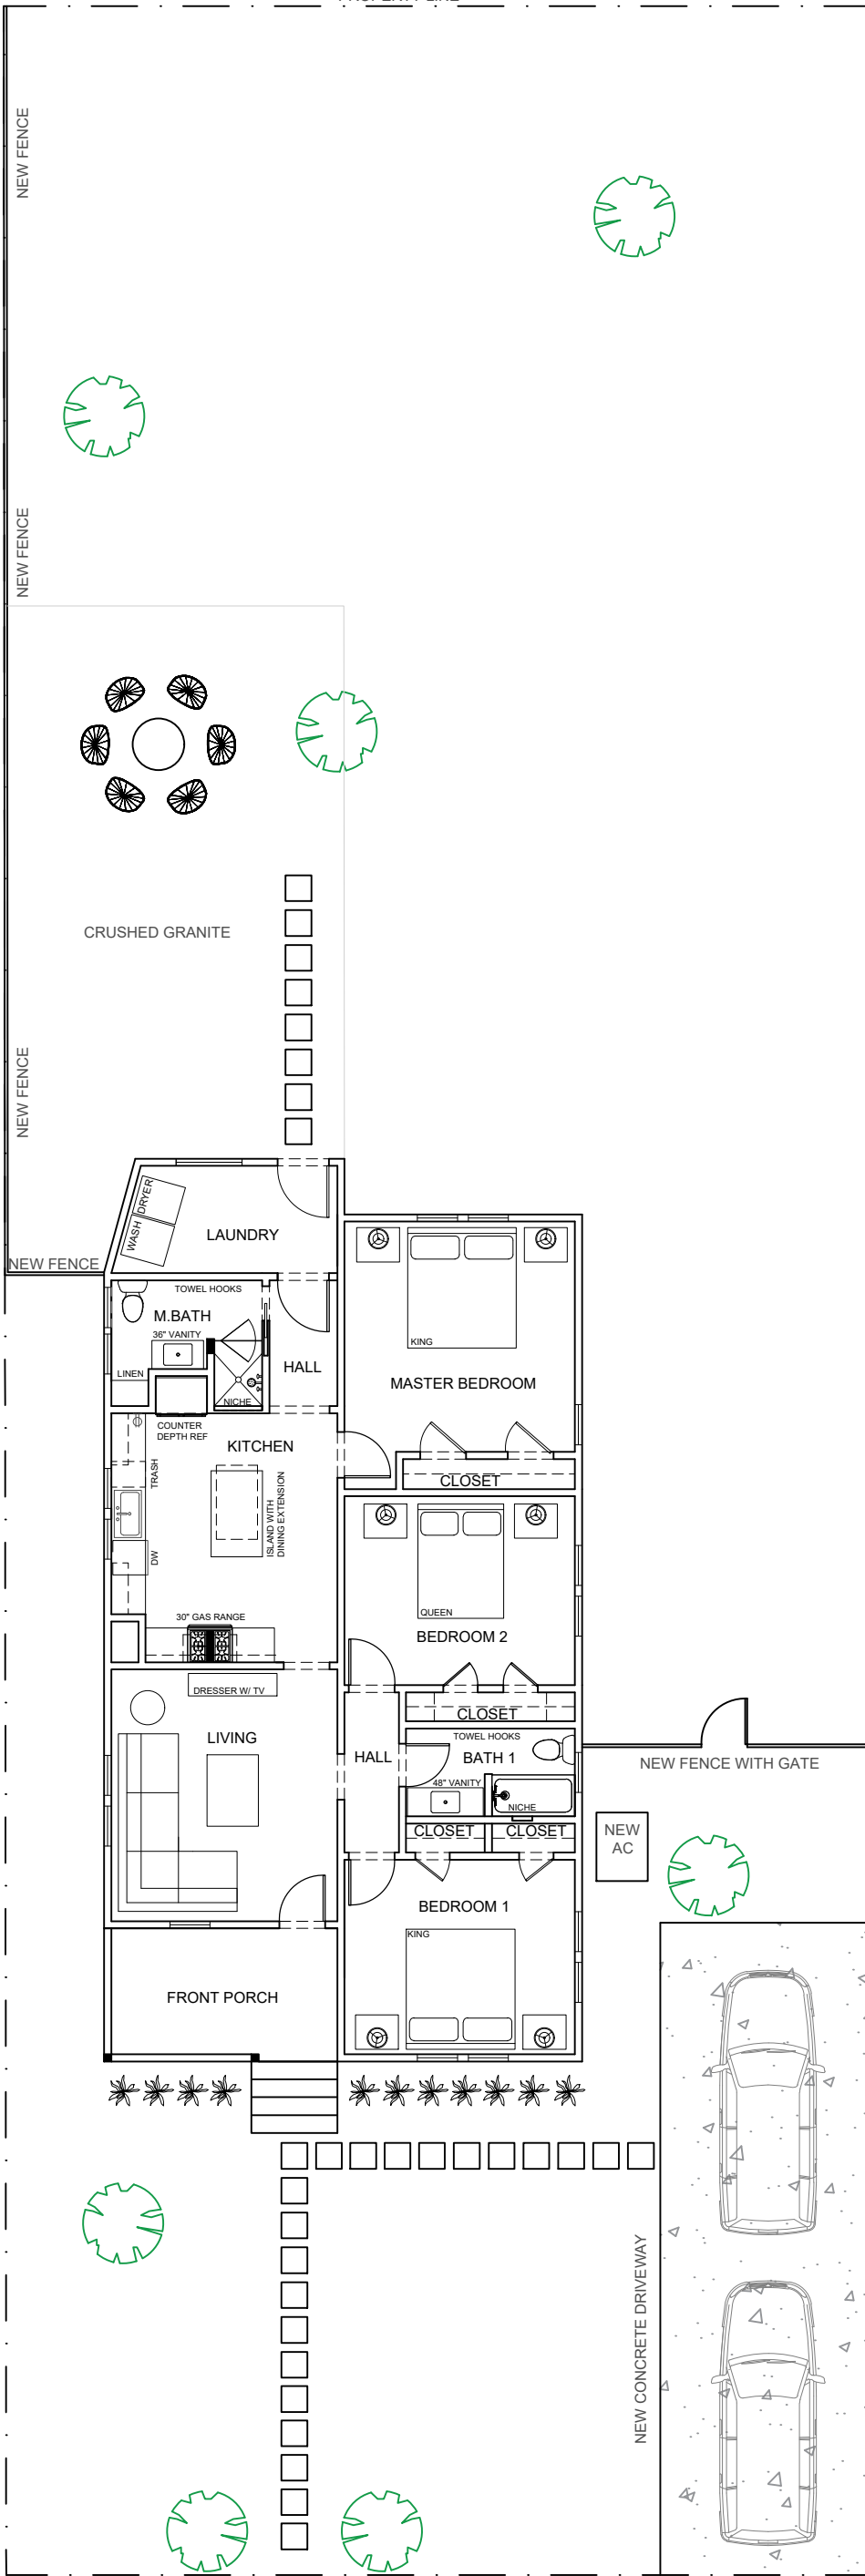 PROPERTY LINE
NEW FENCE
NEW FENCE
CRUSHED GRANITE
NEW FENCE
DRYER
WASH
LAUNDRY
NEW FENCE
TOWEL HOOKS
M.BATH
36" VANITY
LINEN
NICHE
HALL
KING
MASTER BEDROOM
COUNTER
DEPTH REF
KITCHEN
TRASH
ISLAND WITH
DINING EXTENSION
DW
CLOSET
30" GAS RANGE
QUEEN
BEDROOM 2
DRESSER W/ TV
CLOSET
LIVING
HALL
TOWEL HOOKS
BATH 1
48" VANITY
NICHE
NEW FENCE WITH GATE
CLOSET
CLOSET
NEW
AC
BEDROOM 1
KING
FRONT PORCH
NEW CONCRETE DRIVEWAY